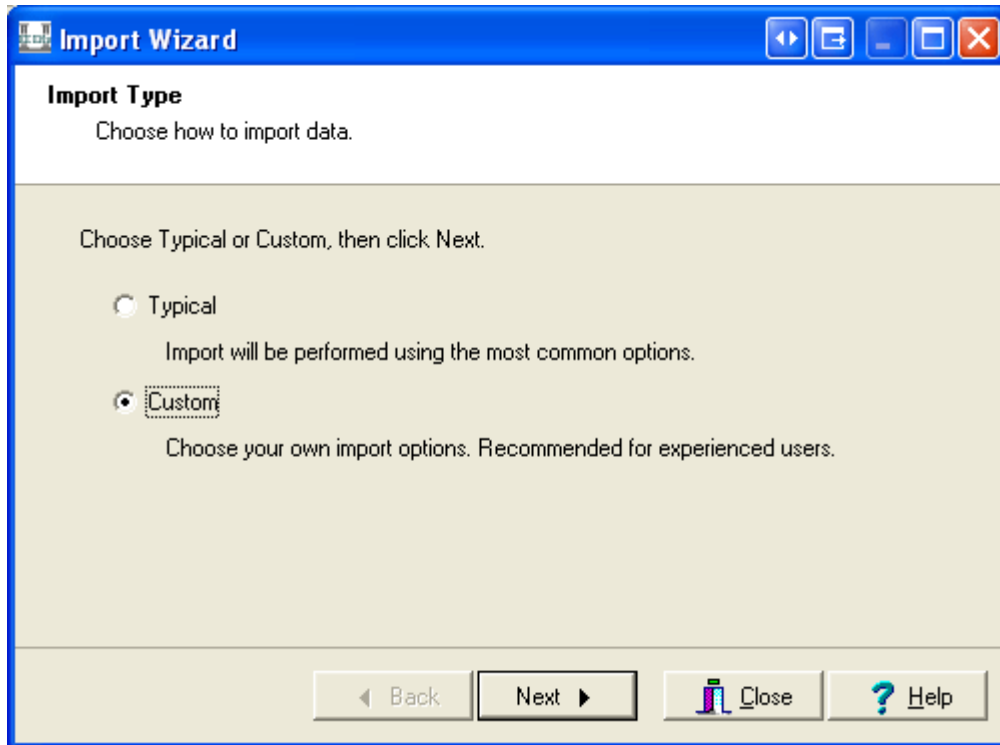 Import Wizard
Import Type
Choose how to import data.
Choose Typical or Custom, then click Next.
Typical
Import will be performed using the most common options.
Custom
Choose your own import options. Recommended for experienced users.
Back Next Close Help